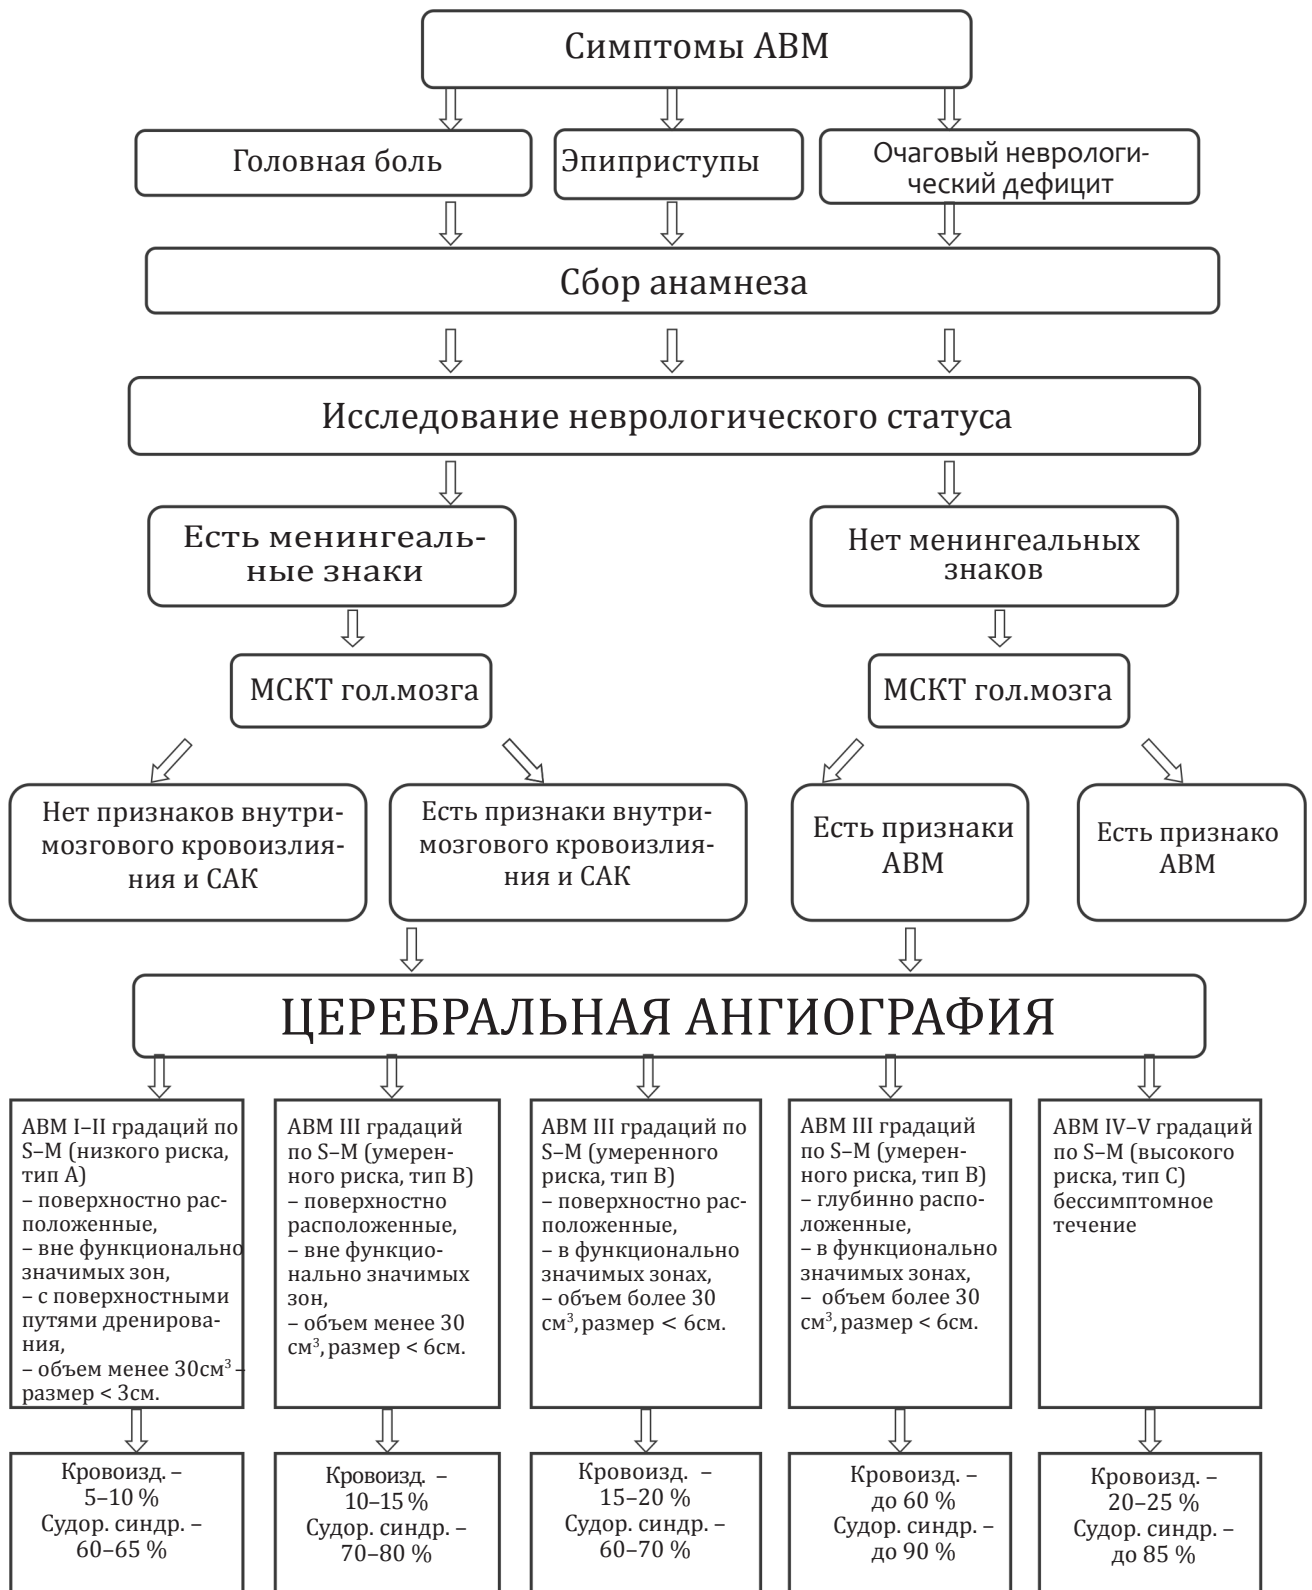 Симптомы АВМ
Головная боль
Эпиприступы
Очаговый неврологи-
ческий дефицит
Сбор анамнеза
Исследование неврологического статуса
Есть менингеаль-
ные знаки
Нет менингеальных
знаков
МСКТ гол.мозга
МСКТ гол.мозга
Нет признаков внутри-
мозгового кровоизлия-
ния и САК
Есть признаки внутри-
мозгового кровоизлия-
ния и САК
Есть признаки
АВМ
Есть признако
АВМ
ЦЕРЕБРАЛЬНАЯ АНГИОГРАФИЯ
АВМ I–II градаций по
S–M (низкого риска,
тип А)
– поверхностно рас-
положенные,
– вне функционально
значимых зон,
– с поверхностными
путями дренирова-
ния,
– объем менее 30см³ –
размер < 3см.
АВМ III градаций
по S–M (умерен-
ного риска, тип В)
– поверхностно
расположенные,
– вне функцио-
нально значимых
зон,
– объем менее 30
см³, размер < 6см.
АВМ III градаций по
S–M (умеренного
риска, тип В)
– поверхностно рас-
положенные,
– в функционально
значимых зонах,
– объем более 30
см³, размер < 6см.
АВМ III градаций
по S–M (умерен-
ного риска, тип В)
– глубинно распо-
ложенные,
– в функционально
значимых зонах,
– объем более 30
см³, размер < 6см.
АВМ IV–V градаций
по S–M (высокого
риска, тип С)
бессимптомное
течение
Кровоизд. –
5–10 %
Судор. синдр. –
60–65 %
Кровоизд. –
10–15 %
Судор. синдр. –
70–80 %
Кровоизд. –
15–20 %
Судор. синдр. –
60–70 %
Кровоизд. –
до 60 %
Судор. синдр. –
до 90 %
Кровоизд. –
20–25 %
Судор. синдр. –
до 85 %